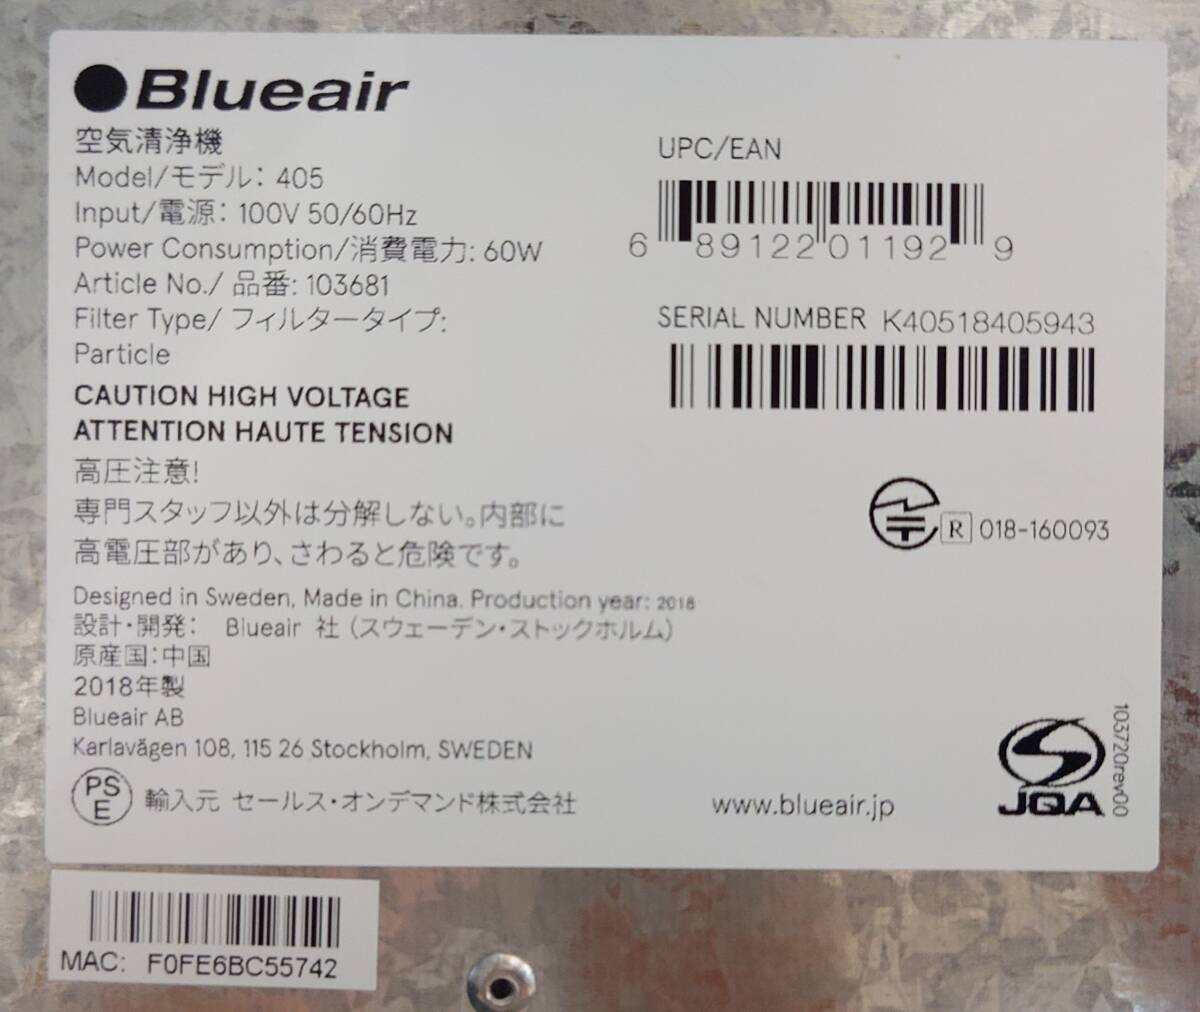 Blueair
空気清浄機
Model/モデル: 405
Input/電源: 100V 50/60Hz
Power Consumption/消費電力: 60W
Article No./ 品番: 103681
Filter Type/ フィルタータイプ:
Particle
CAUTION HIGH VOLTAGE
ATTENTION HAUTE TENSION
高圧注意!
専門スタッフ以外は分解しない。内部に
高電圧部があり、さわると危険です。
Designed in Sweden, Made in China. Production year: 2018
設計・開発: Blueair 社 (スウェーデン・ストックホルム)
原産国:中国
2018年製
Blueair AB
Karlavägen 108, 115 26 Stockholm, SWEDEN
PS
E
輸入元 セールス・オンデマンド株式会社
UPC/EAN
6 89122 01192 9
SERIAL NUMBER K40518405943
R 018-160093
www.blueair.jp
JQA
103720rev00
MAC: F0FE6BC55742